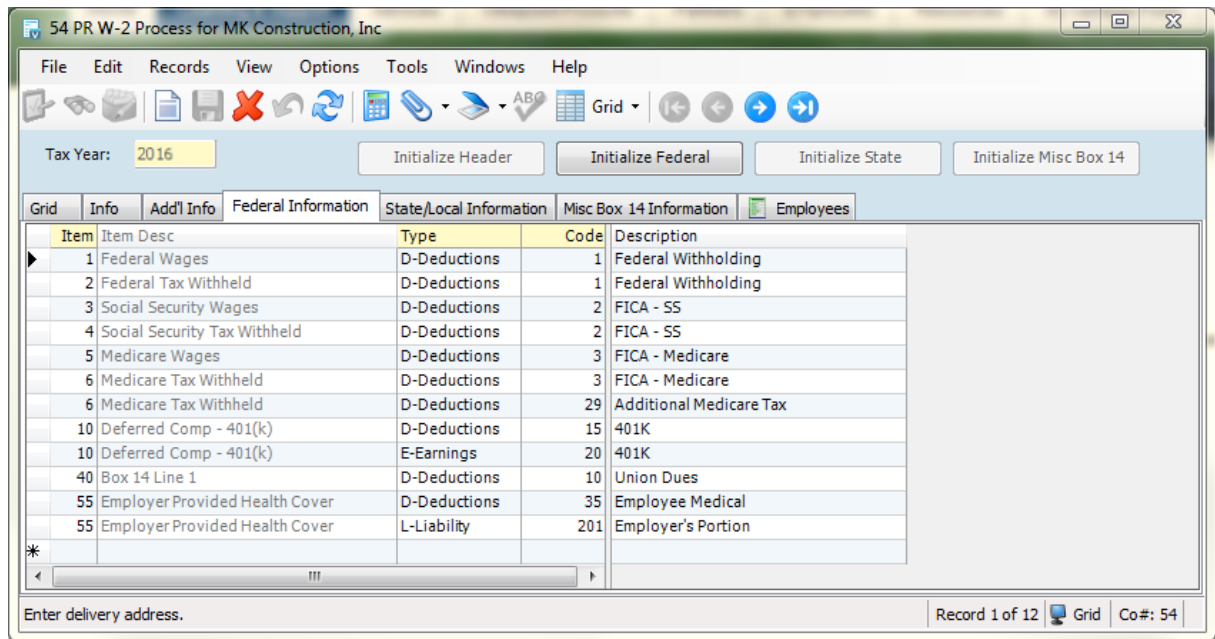 54 PR W-2 Process for MK Construction, Inc
File Edit Records View Options Tools Windows Help
ABC Grid
Tax Year: 2016 Initialize Header Initialize Federal Initialize State Initialize Misc Box 14
Grid Info Add'l Info Federal Information State/Local Information Misc Box 14 Information Employees
Item Item Desc Type Code Description
1 Federal Wages D-Deductions 1 Federal Withholding
2 Federal Tax Withheld D-Deductions 1 Federal Withholding
3 Social Security Wages D-Deductions 2 FICA - SS
4 Social Security Tax Withheld D-Deductions 2 FICA - SS
5 Medicare Wages D-Deductions 3 FICA - Medicare
6 Medicare Tax Withheld D-Deductions 3 FICA - Medicare
6 Medicare Tax Withheld D-Deductions 29 Additional Medicare Tax
10 Deferred Comp - 401(k) D-Deductions 15 401K
10 Deferred Comp - 401(k) E-Earnings 20 401K
40 Box 14 Line 1 D-Deductions 10 Union Dues
55 Employer Provided Health Cover D-Deductions 35 Employee Medical
55 Employer Provided Health Cover L-Liability 201 Employer's Portion
Enter delivery address. Record 1 of 12 Grid Co#: 54